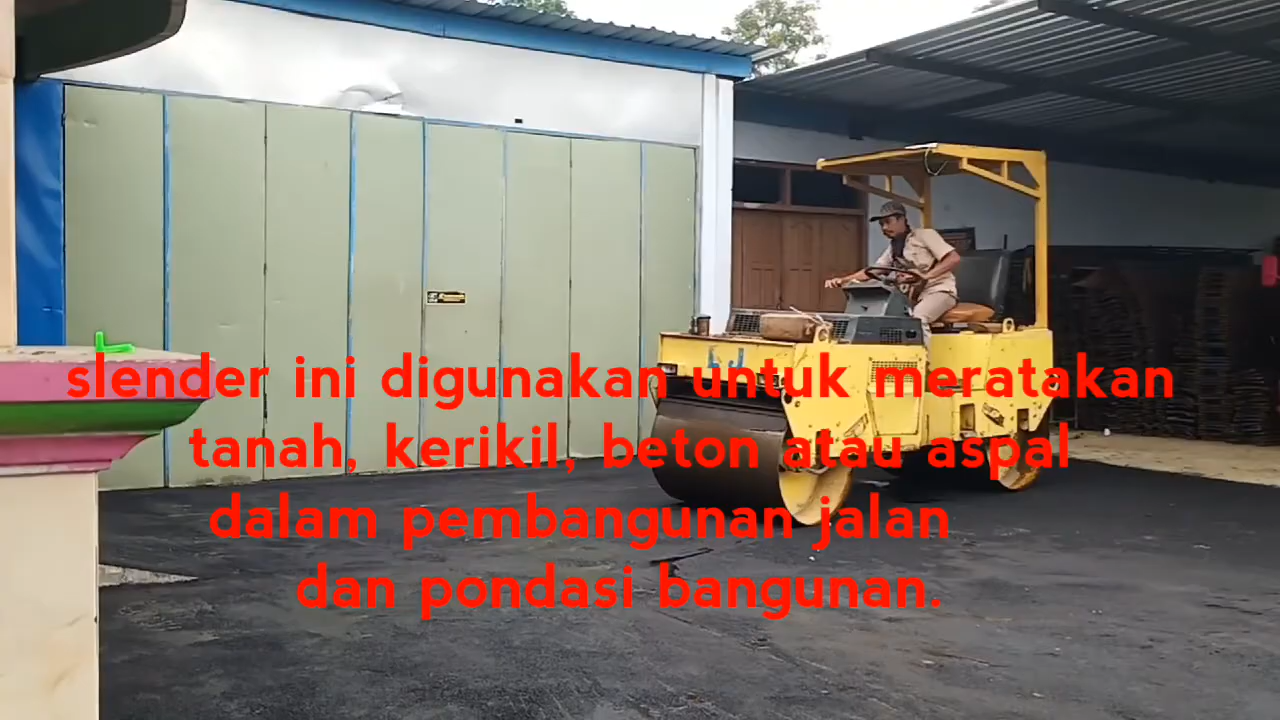 slender ini digunakan untuk meratakan
tanah, kerikil, beton atau aspal
dalam pembangunan jalan
dan pondasi bangunan.